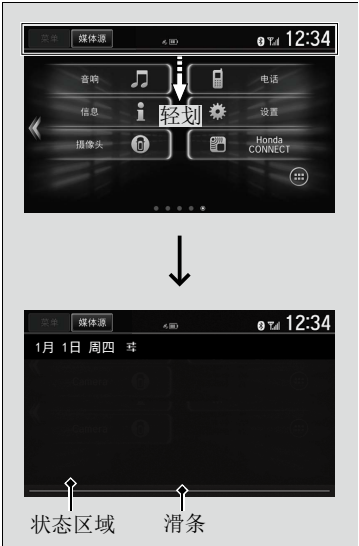 菜单 媒体源 12:34
音响 电话
信息 轻划 设置
摄像头 Honda CONNECT
菜单 媒体源 12:34
1月 1日 周四
状态区域 滑条